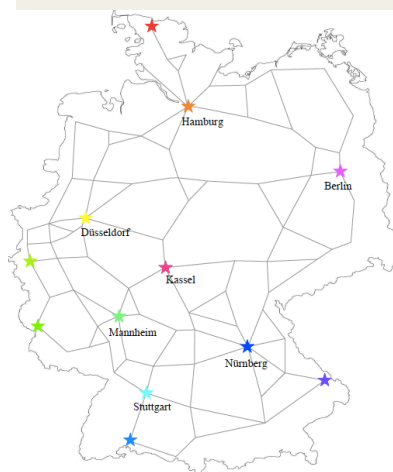 Hamburg
Berlin
Düsseldorf
Kassel
Mannheim
Nürnberg
Stuttgart